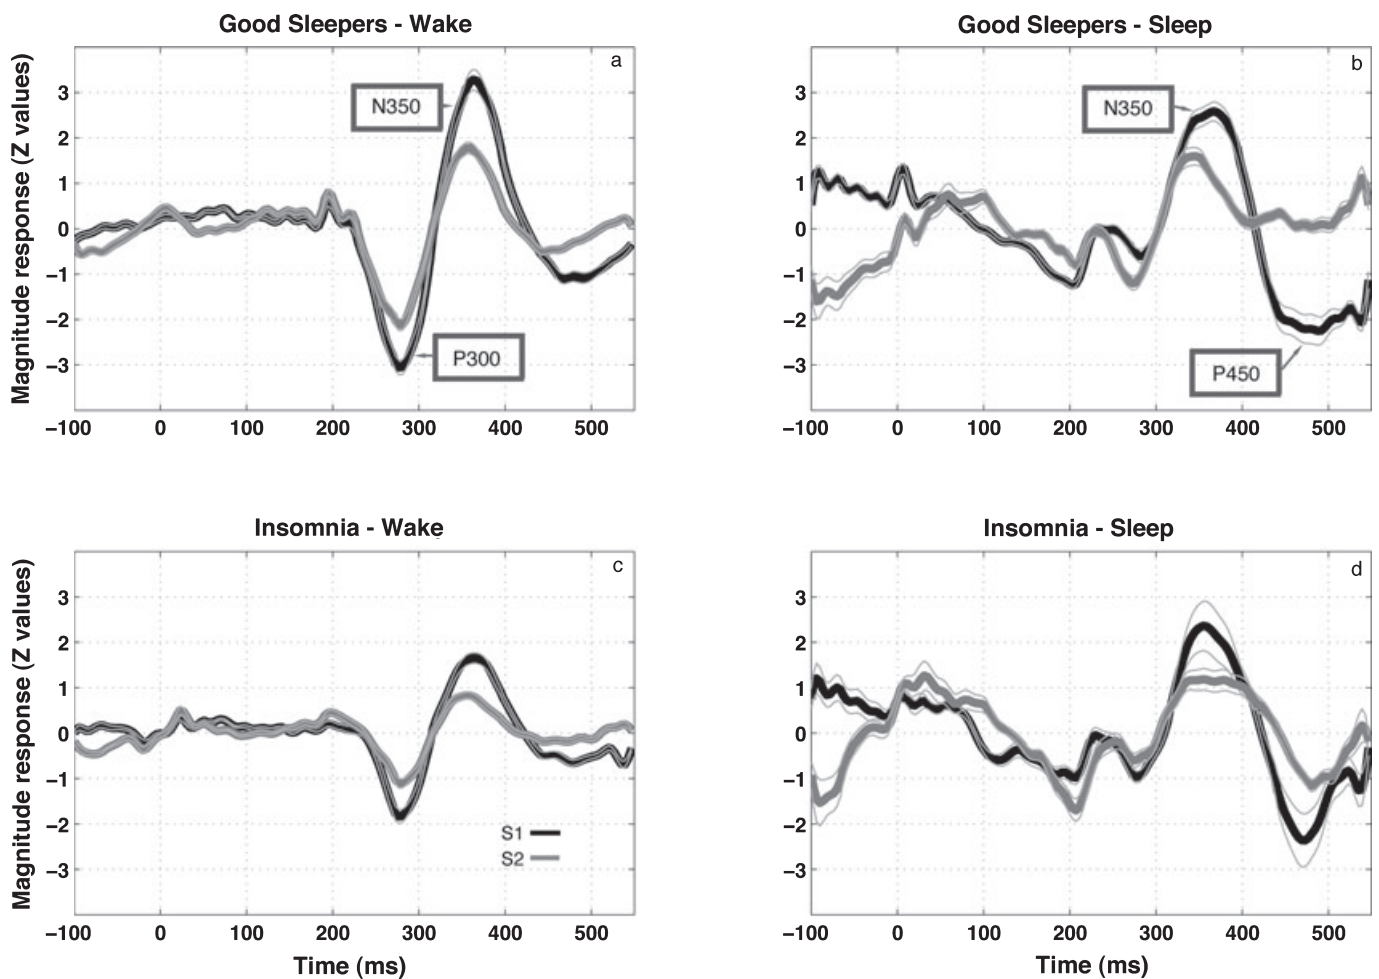 Good Sleepers - Wake
Good Sleepers - Sleep
Magnitude response (Z values)
a
b
N350
P300
N350
P450
3
2
1
0
−1
−2
−3
3
2
1
0
−1
−2
−3
−100 0 100 200 300 400 500
−100 0 100 200 300 400 500
Insomnia - Wake
Insomnia - Sleep
Magnitude response (Z values)
c
d
3
2
1
0
−1
−2
−3
3
2
1
0
−1
−2
−3
S1
S2
−100 0 100 200 300 400 500
−100 0 100 200 300 400 500
Time (ms)
Time (ms)